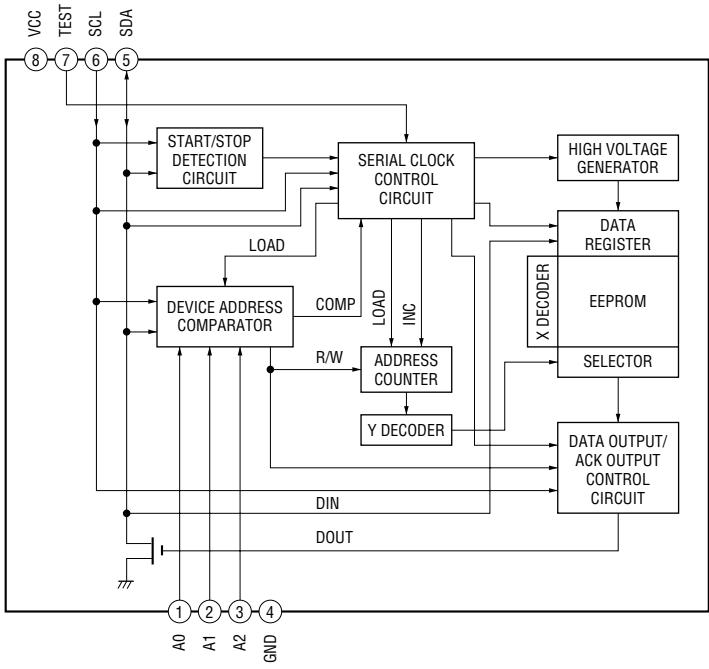 VCC
TEST
SCL
SDA
8
7
6
5
START/STOP
DETECTION
CIRCUIT
SERIAL CLOCK
CONTROL
CIRCUIT
HIGH VOLTAGE
GENERATOR
DATA
REGISTER
LOAD
DEVICE ADDRESS
COMPARATOR
COMP
LOAD
INC
X DECODER
EEPROM
R/W
ADDRESS
COUNTER
SELECTOR
Y DECODER
DATA OUTPUT/
ACK OUTPUT
CONTROL
CIRCUIT
DIN
DOUT
1
2
3
4
A0
A1
A2
GND